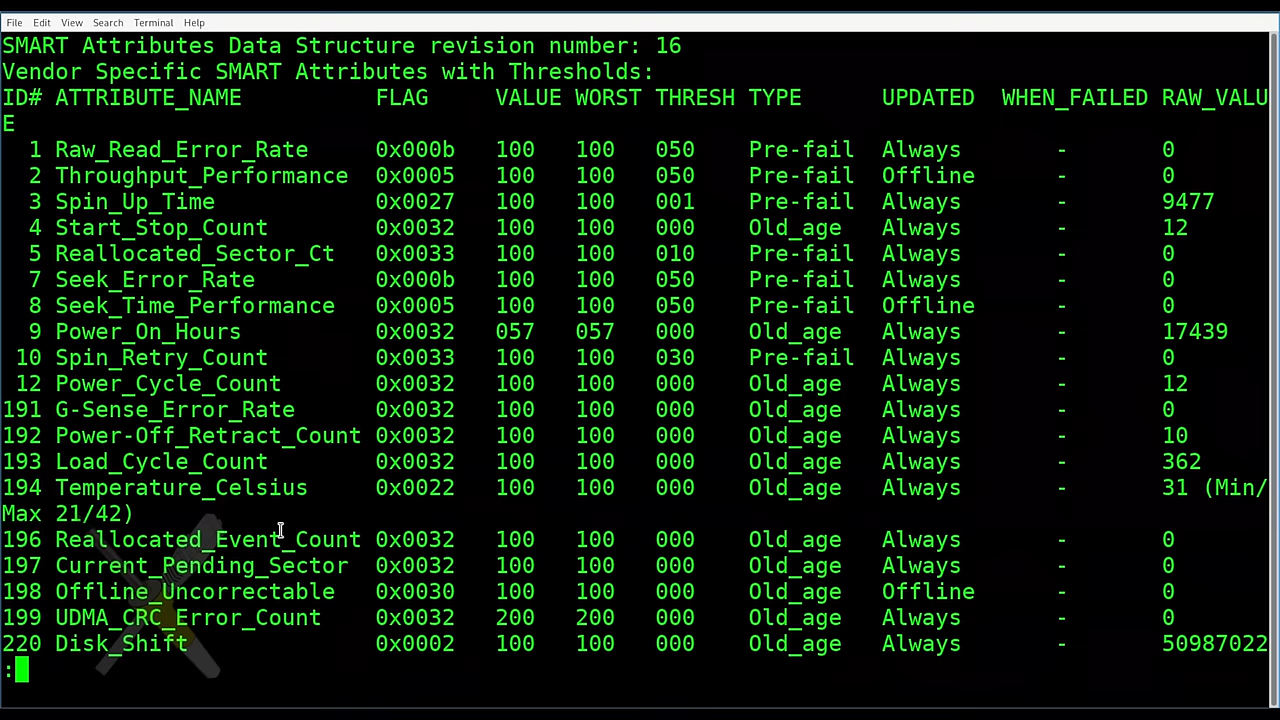 File Edit View Search Terminal Help
SMART Attributes Data Structure revision number: 16
Vendor Specific SMART Attributes with Thresholds:
ID# ATTRIBUTE_NAME FLAG VALUE WORST THRESH TYPE UPDATED WHEN_FAILED RAW_VALU
E
1 Raw_Read_Error_Rate 0x000b 100 100 050 Pre-fail Always - 0
2 Throughput_Performance 0x0005 100 100 050 Pre-fail Offline - 0
3 Spin_Up_Time 0x0027 100 100 001 Pre-fail Always - 9477
4 Start_Stop_Count 0x0032 100 100 000 Old_age Always - 12
5 Reallocated_Sector_Ct 0x0033 100 100 010 Pre-fail Always - 0
7 Seek_Error_Rate 0x000b 100 100 050 Pre-fail Always - 0
8 Seek_Time_Performance 0x0005 100 100 050 Pre-fail Offline - 0
9 Power_On_Hours 0x0032 057 057 000 Old_age Always - 17439
10 Spin_Retry_Count 0x0033 100 100 030 Pre-fail Always - 0
12 Power_Cycle_Count 0x0032 100 100 000 Old_age Always - 12
191 G-Sense_Error_Rate 0x0032 100 100 000 Old_age Always - 0
192 Power-Off_Retract_Count 0x0032 100 100 000 Old_age Always - 10
193 Load_Cycle_Count 0x0032 100 100 000 Old_age Always - 362
194 Temperature_Celsius 0x0022 100 100 000 Old_age Always - 31 (Min/
Max 21/42)
196 Reallocated_Event_Count 0x0032 100 100 000 Old_age Always - 0
197 Current_Pending_Sector 0x0032 100 100 000 Old_age Always - 0
198 Offline_Uncorrectable 0x0030 100 100 000 Old_age Offline - 0
199 UDMA_CRC_Error_Count 0x0032 200 200 000 Old_age Always - 0
220 Disk_Shift 0x0002 100 100 000 Old_age Always - 50987022
: